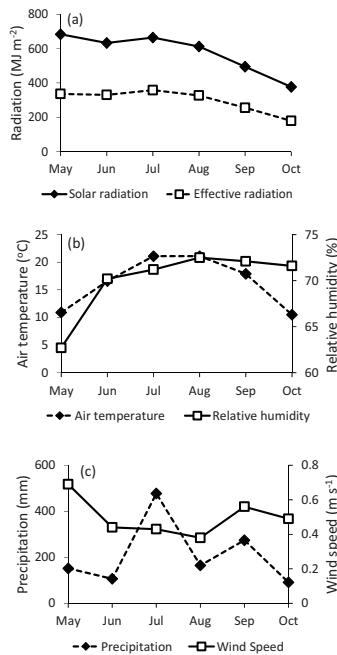 (a)
Radiation (MJ m⁻²)
800
600
400
200
0
May Jun Jul Aug Sep Oct
Solar radiation Effective radiation
(b)
Air temperature (°C)
25
20
15
10
5
0
Relative humidity (%)
75
70
65
60
May Jun Jul Aug Sep Oct
Air temperature Relative humidity
(c)
Precipitation (mm)
600
400
200
0
Wind speed (m s⁻¹)
0.8
0.6
0.4
0.2
0
May Jun Jul Aug Sep Oct
Precipitation Wind Speed